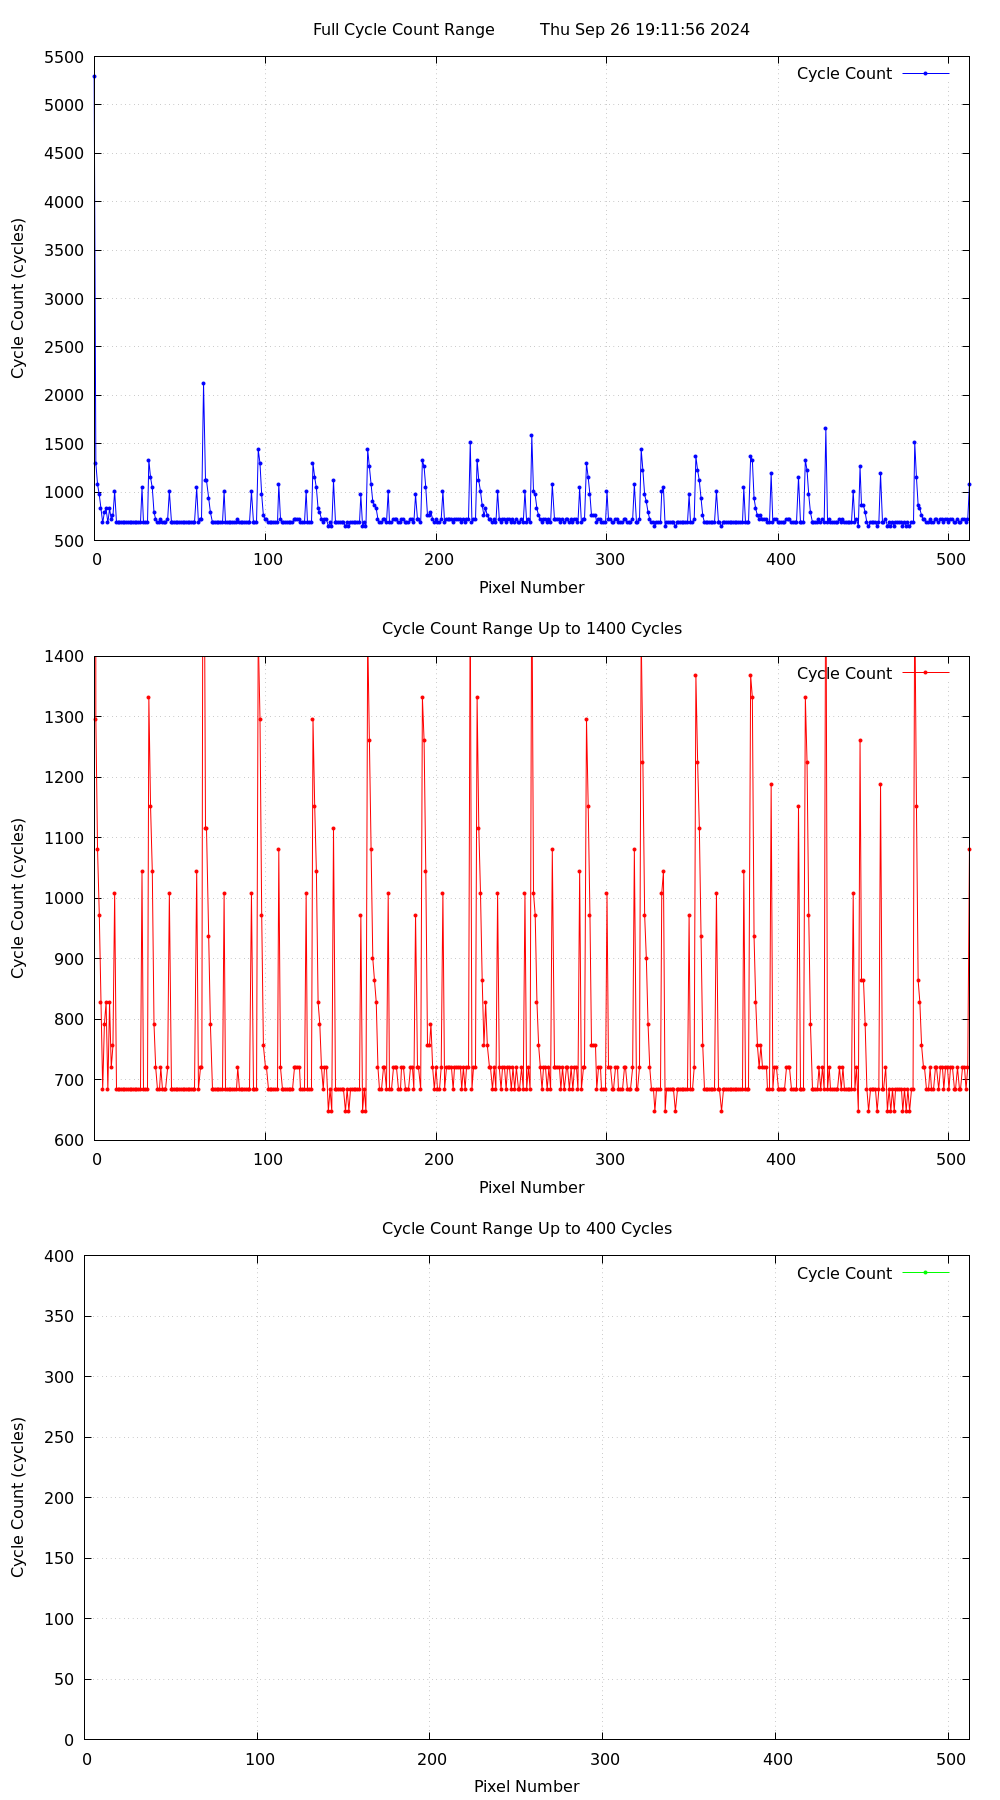 Full Cycle Count Range Thu Sep 26 19:11:56 2024
5500
Cycle Count
5000
4500
4000
3500
3000
2500
2000
1500
1000
500
Cycle Count (cycles)
0 100 200 300 400 500
Pixel Number
Cycle Count Range Up to 1400 Cycles
1400
Cycle Count
1300
1200
1100
1000
900
800
700
600
Cycle Count (cycles)
0 100 200 300 400 500
Pixel Number
Cycle Count Range Up to 400 Cycles
400
Cycle Count
350
300
250
200
150
100
50
0
Cycle Count (cycles)
0 100 200 300 400 500
Pixel Number